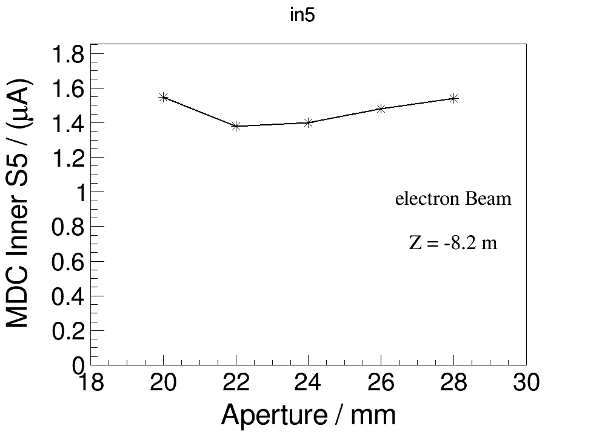 in5
MDC Inner S5 / (μA)
1.8
1.6
1.4
1.2
1
0.8
0.6
0.4
0.2
0
electron Beam
Z = -8.2 m
18 20 22 24 26 28 30
Aperture / mm